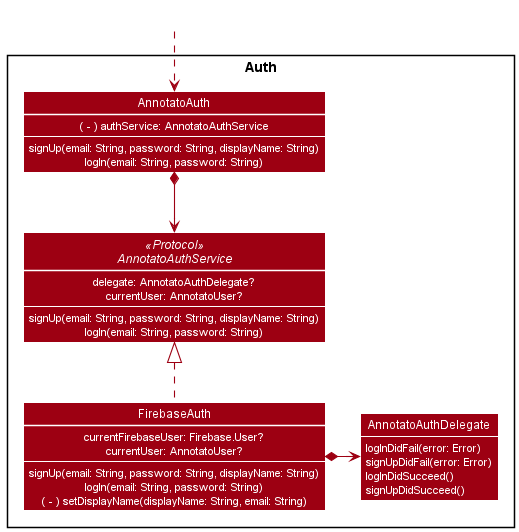 Auth
AnnotatoAuth
( - ) authService: AnnotatoAuthService
signUp(email: String, password: String, displayName: String)
logIn(email: String, password: String)
«Protocol»
AnnotatoAuthService
delegate: AnnotatoAuthDelegate?
currentUser: AnnotatoUser?
signUp(email: String, password: String, displayName: String)
logIn(email: String, password: String)
FirebaseAuth
currentFirebaseUser: Firebase.User?
currentUser: AnnotatoUser?
signUp(email: String, password: String, displayName: String)
logIn(email: String, password: String)
( - ) setDisplayName(displayName: String, email: String)
AnnotatoAuthDelegate
logInDidFail(error: Error)
signUpDidFail(error: Error)
logInDidSucceed()
signUpDidSucceed()